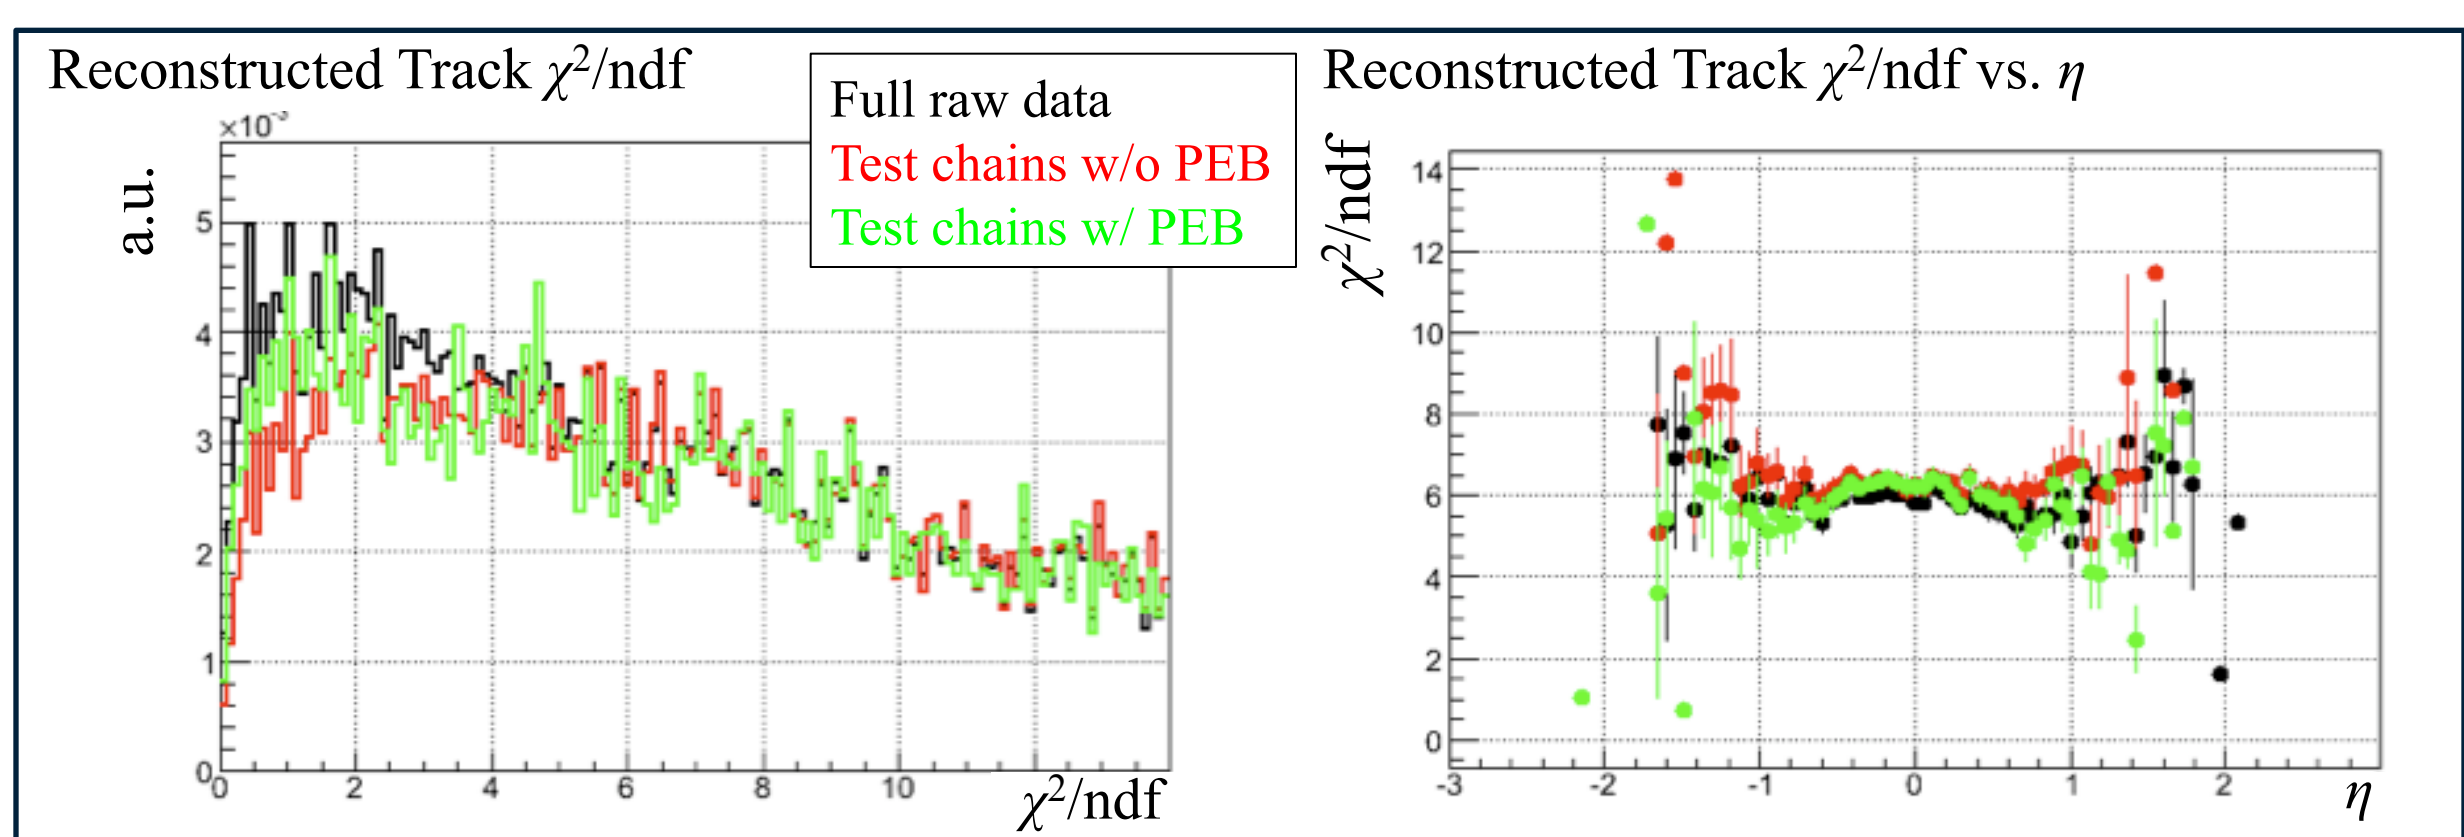 Reconstructed Track χ²/ndf
Full raw data
Test chains w/o PEB
Test chains w/ PEB
×10⁻³
a.u.
5
4
3
2
1
0
0 2 4 6 8 10
χ²/ndf
Reconstructed Track χ²/ndf vs. η
χ²/ndf
14
12
10
8
6
4
2
0
-3 -2 -1 0 1 2
η